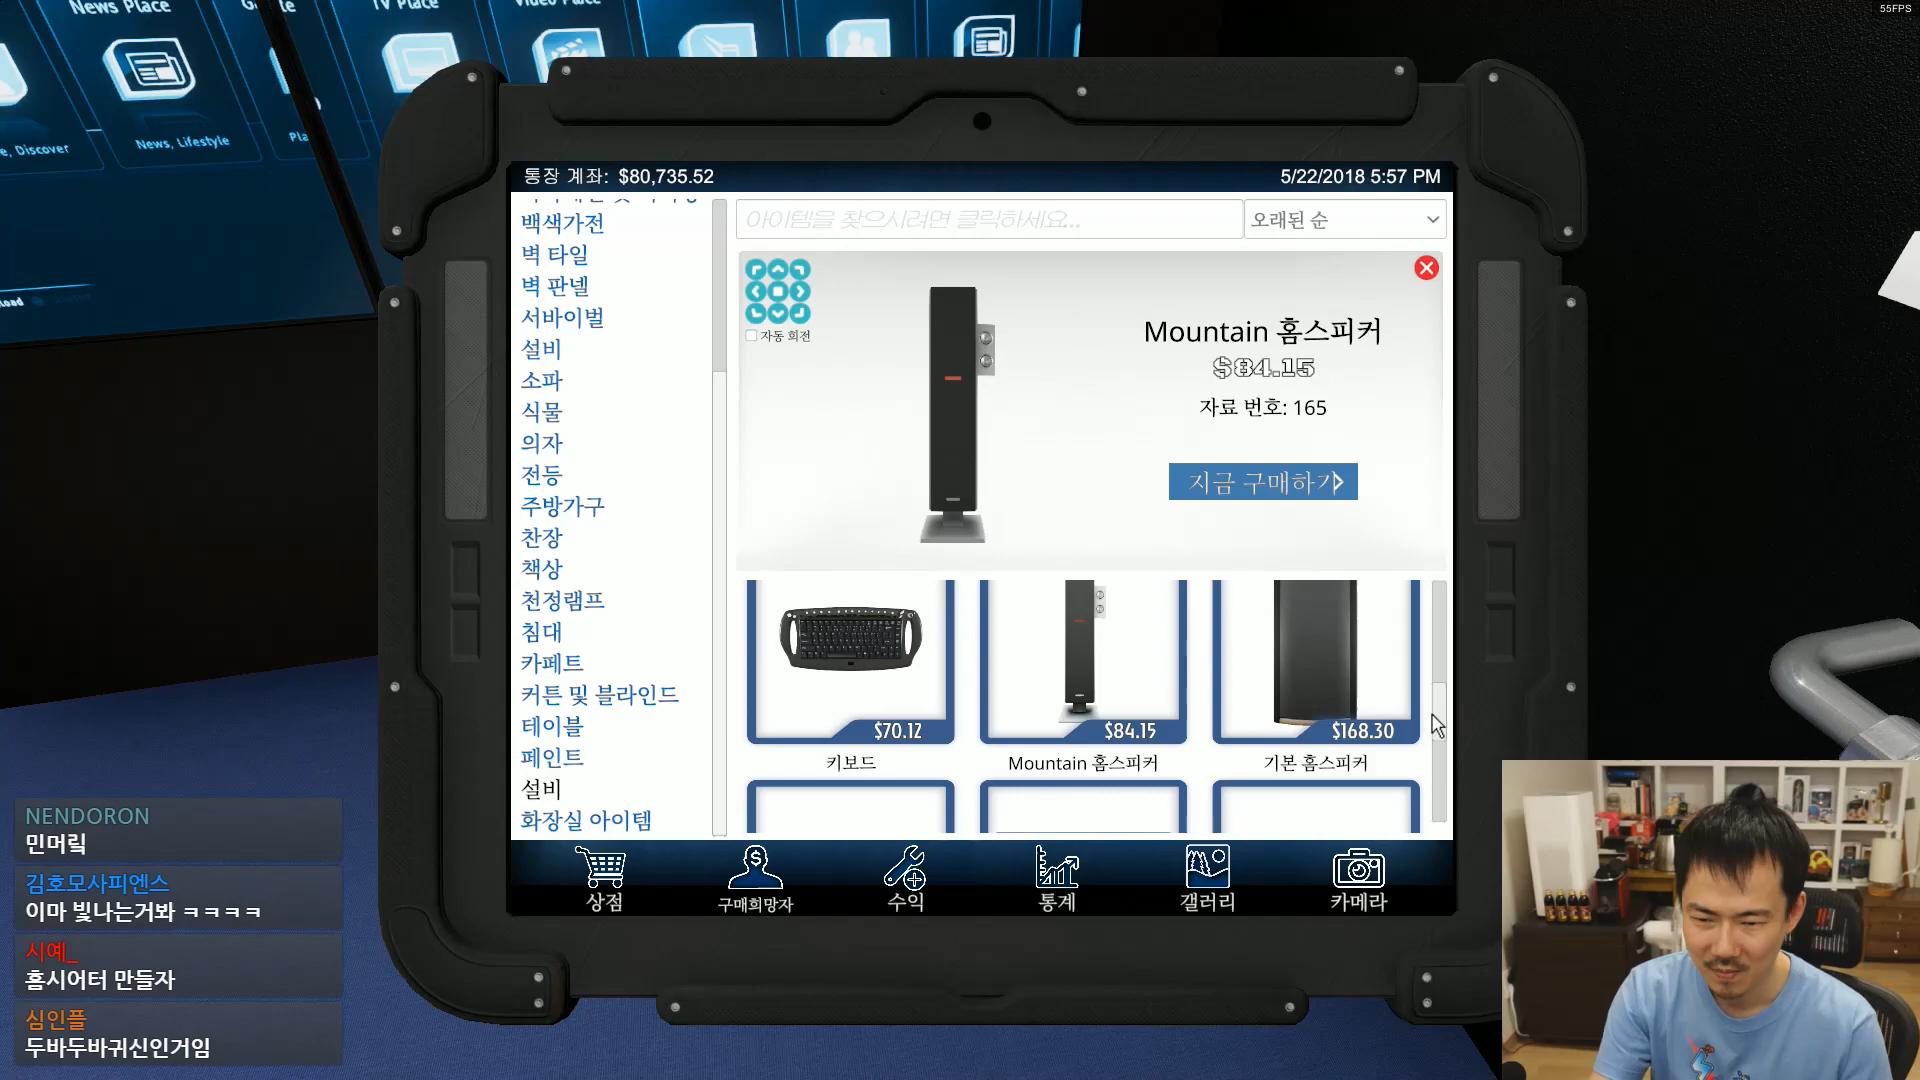 55FPS
News Place
TV Place
Video Place
e, Discover
News, Lifestyle
통장 계좌: $80,735.52
5/22/2018 5:57 PM
백색가전
벽 타일
벽 판넬
서바이벌
설비
소파
식물
의자
전등
주방가구
찬장
책상
천정램프
침대
카페트
커튼 및 블라인드
테이블
페인트
설비
화장실 아이템
아이템을 찾으시려면 클릭하세요...
오래된 순
자동 회전
Mountain 홈스피커
$84.15
자료 번호: 165
지금 구매하기
$70.12
$84.15
$168.30
키보드
Mountain 홈스피커
기본 홈스피커
상점
구매희망자
수익
통계
갤러리
카메라
NENDORON
민머맄
김호모사피엔스
이마 빛나는거봐 ㅋㅋㅋㅋ
시예_
홈시어터 만들자
심인플
두바두바귀신인거임